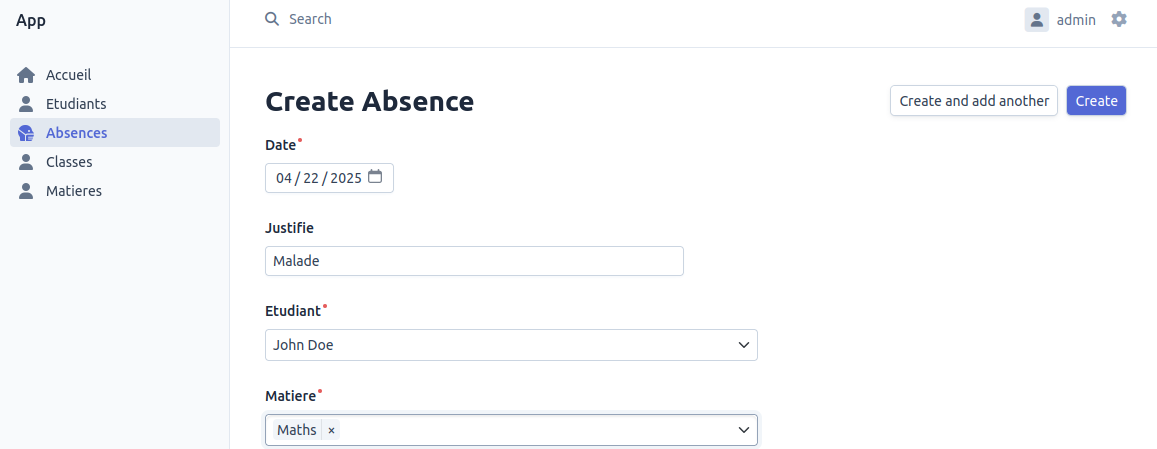 App
Search
admin
Accueil
Etudiants
Absences
Classes
Matieres
Create Absence
Create and add another
Create
Date
04 / 22 / 2025
Justifie
Malade
Etudiant
John Doe
Matiere
Maths ×